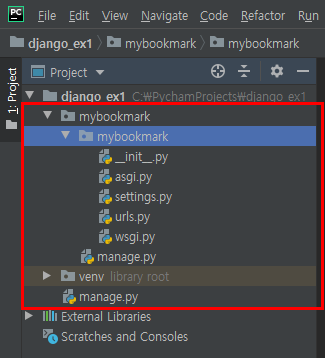 PC File Edit View Navigate Code Refactor Run
django_ex1 mybookmark mybookmark
1: Project
Project
django_ex1 C:₩PychamProjects₩django_ex1
mybookmark
mybookmark
__init__.py
asgi.py
settings.py
urls.py
wsgi.py
manage.py
venv library root
manage.py
External Libraries
Scratches and Consoles